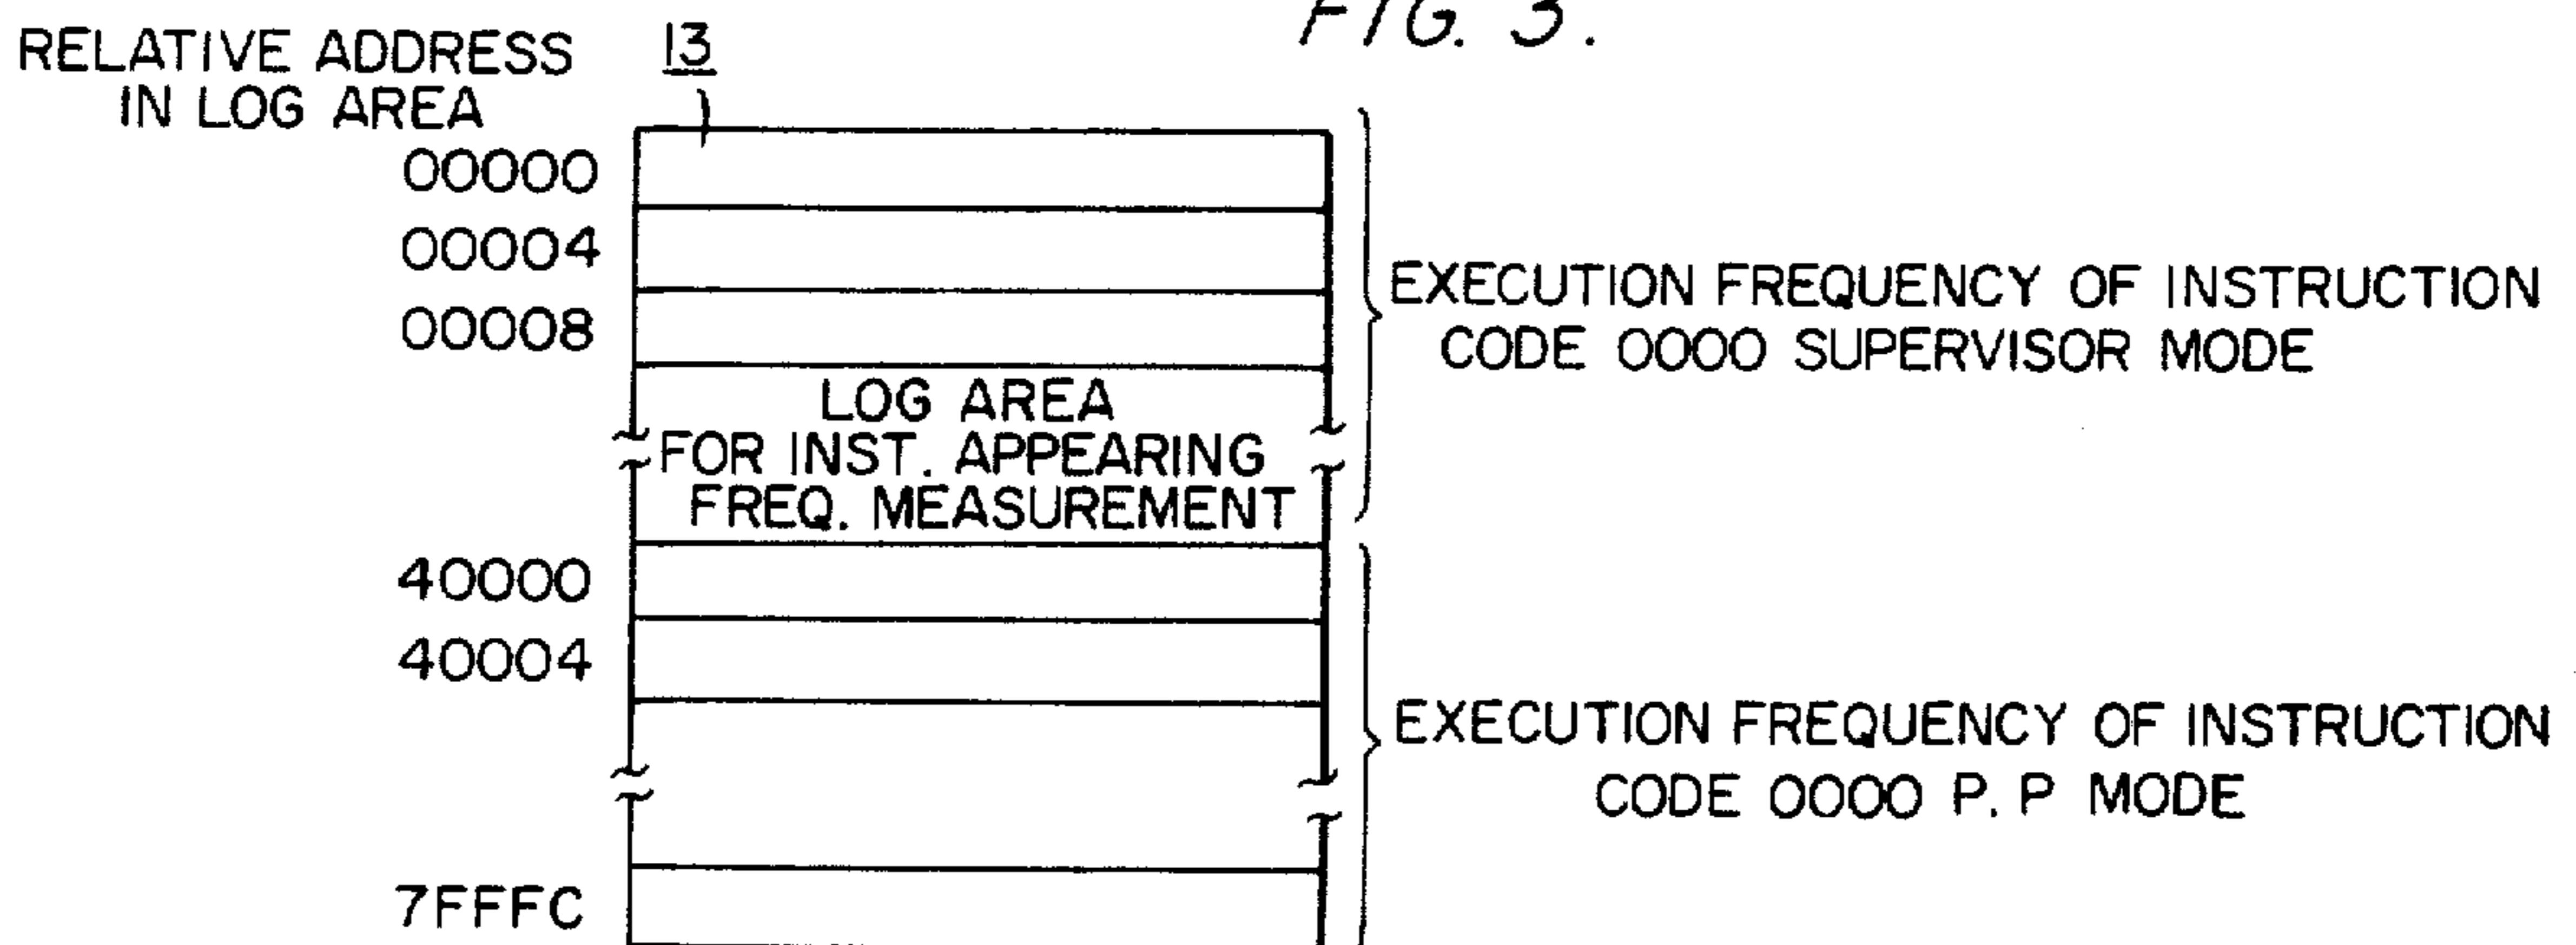 FIG. 3.
RELATIVE ADDRESS
IN LOG AREA
13
00000
00004
00008
EXECUTION FREQUENCY OF INSTRUCTION
CODE 0000 SUPERVISOR MODE
LOG AREA
FOR INST. APPEARING
FREQ. MEASUREMENT
40000
40004
EXECUTION FREQUENCY OF INSTRUCTION
CODE 0000 P. P MODE
7FFFC